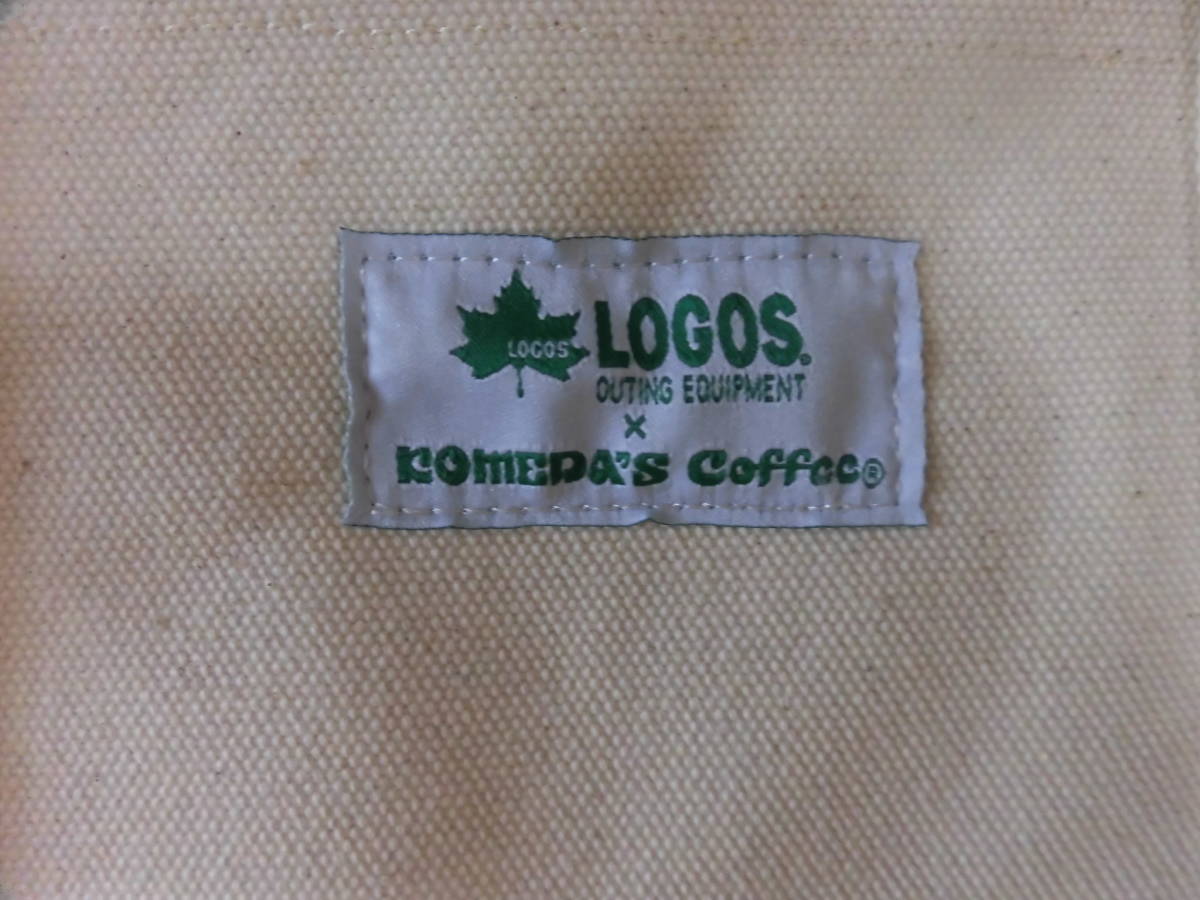 LOGOS
LOGOS®
OUTING EQUIPMENT
×
KOMEDA'S Coffee®